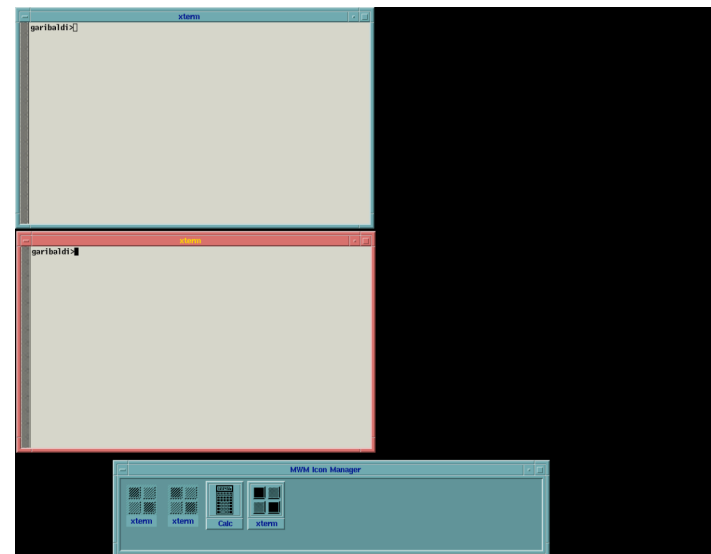 xterm
garibaldi>
xterm
garibaldi>
MWM Icon Manager
xterm xterm Calc xterm